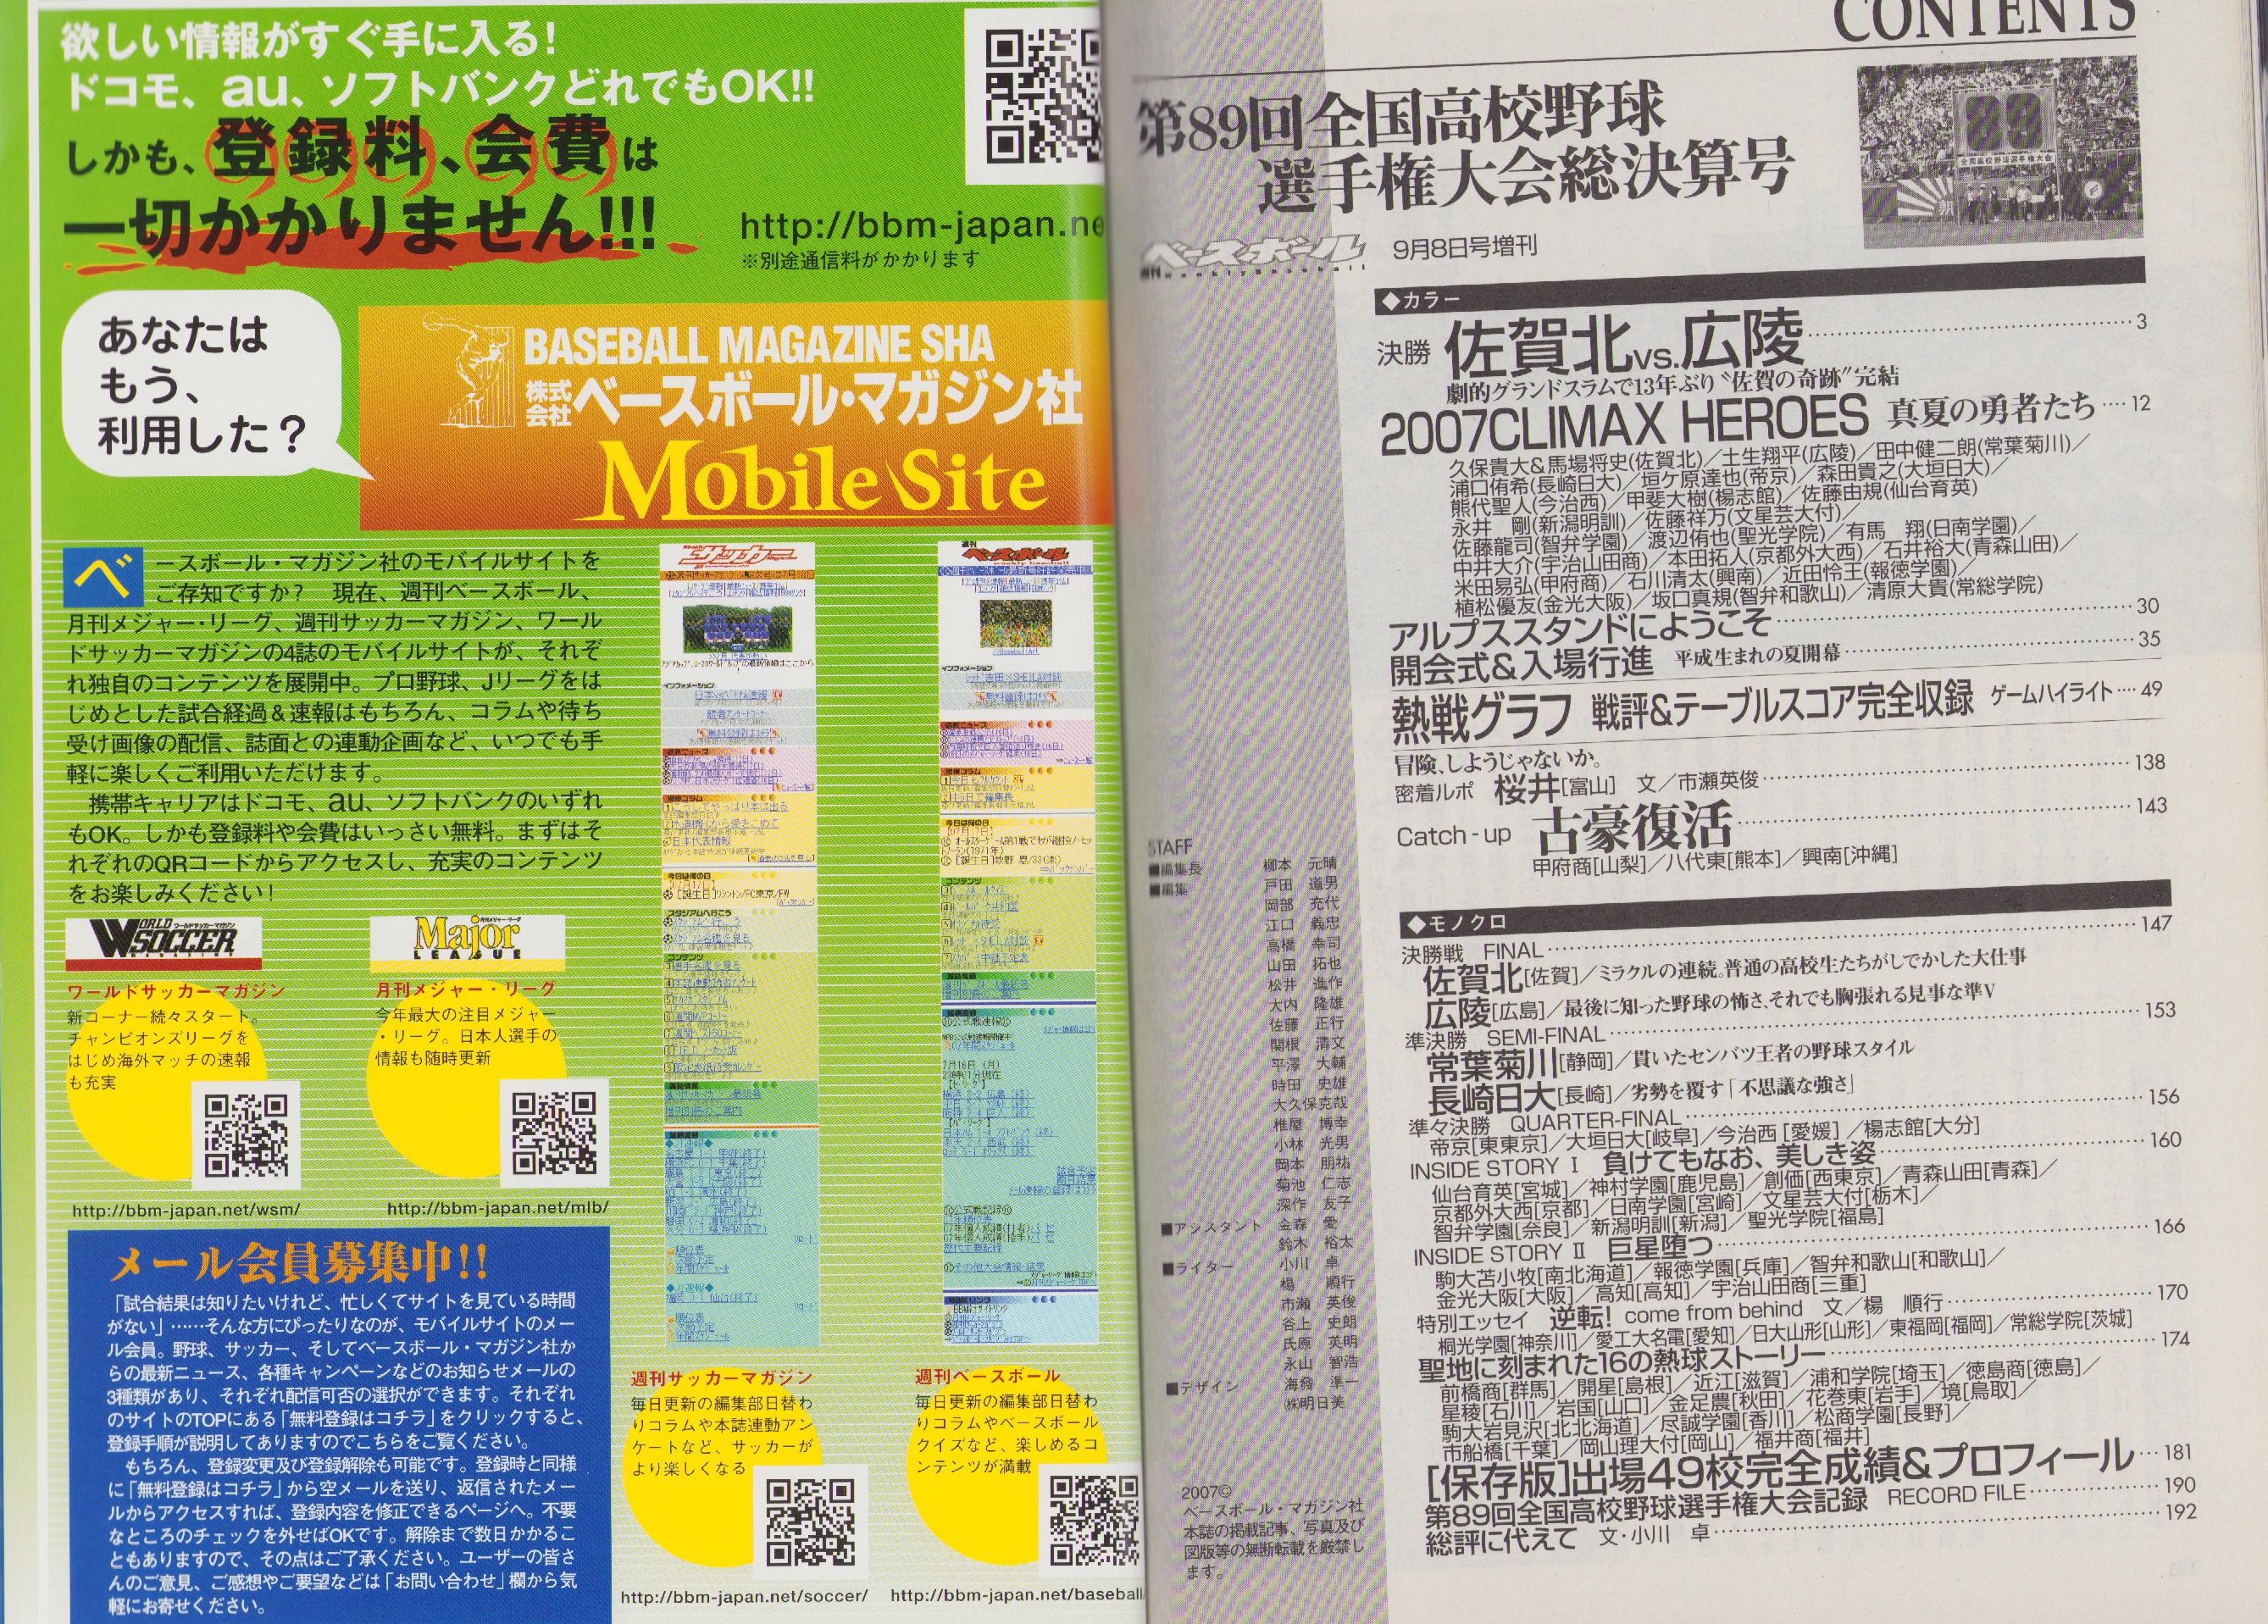 欲しい情報がすぐ手に入る!
ドコモ、au、ソフトバンクどれでもOK!!
しかも、登録料、会費は
一切かかりません!!!
http://bbm-japan.ne
※別途通信料がかかります
あなたは
もう、
利用した?
BASEBALL MAGAZINE SHA
株式会社ベースボール・マガジン社
Mobile Site
ベースボール・マガジン社のモバイルサイトを
ご存知ですか? 現在、週刊ベースボール、
月刊メジャー・リーグ、週刊サッカーマガジン、ワール
ドサッカーマガジンの4誌のモバイルサイトが、それぞ
れ独自のコンテンツを展開中。プロ野球、Jリーグをは
じめとした試合経過&速報はもちろん、コラムや待ち
受け画像の配信、誌面との連動企画など、いつでも手
軽に楽しくご利用いただけます。
携帯キャリアはドコモ、au、ソフトバンクのいずれ
もOK。しかも登録料や会費はいっさい無料。まずはそ
れぞれのQRコードからアクセスし、充実のコンテンツ
をお楽しみください!
WORLD SOCCER
ワールドサッカーマガジン
ワールドサッカーマガジン
新コーナー続々スタート。
チャンピオンズリーグを
はじめ海外マッチの速報
も充実
http://bbm-japan.net/wsm/
月刊メジャー・リーグ
Major
LEAGUE
月刊メジャー・リーグ
今年最大の注目メジャー
・リーグ。日本人選手の
情報も随時更新
http://bbm-japan.net/mlb/
メール会員募集中!!
「試合結果は知りたいけれど、忙しくてサイトを見ている時間
がない」……そんな方にぴったりなのが、モバイルサイトのメー
ル会員。野球、サッカー、そしてベースボール・マガジン社か
らの最新ニュース、各種キャンペーンなどのお知らせメールの
3種類があり、それぞれ配信可否の選択ができます。それぞれ
のサイトのTOPにある「無料登録はコチラ」をクリックすると、
登録手順が説明してありますのでこちらをご覧ください。
もちろん、登録変更及び登録解除も可能です。登録時と同様
に「無料登録はコチラ」から空メールを送り、返信されたメー
ルからアクセスすれば、登録内容を修正できるページへ。不要
なところのチェックを外せばOKです。解除まで数日かかるこ
ともありますので、その点はご了承ください。ユーザーの皆さ
んのご意見、ご感想やご要望などは「お問い合わせ」欄から気
軽にお寄せください。
サッカー
インフォメーション
コンテンツ
週刊サッカーマガジン
毎日更新の編集部日替わ
りコラムや本誌連動アン
ケートなど、サッカーが
より楽しくなる
http://bbm-japan.net/soccer/
週刊
ベースボール
weekly baseball
インフォメーション
コンテンツ
週刊ベースボール
毎日更新の編集部日替わ
りコラムやベースボール
クイズなど、楽しめるコ
ンテンツが満載
http://bbm-japan.net/baseball
CONTENTS
第89回全国高校野球
選手権大会総決算号
週刊ベースボール 9月8日号増刊
weekly baseball
89
全国高校野球選手権大会
◆カラー
決勝 佐賀北vs.広陵 3
劇的グランドスラムで13年ぶり“佐賀の奇跡”完結
2007CLIMAX HEROES 真夏の勇者たち 12
久保貴大&馬場将史(佐賀北)/土生翔平(広陵)/田中健二朗(常葉菊川)/
浦口侑希(長崎日大)/垣ケ原達也(帝京)/森田貴之(大垣日大)/
熊代聖人(今治西)/甲斐大樹(楊志館)/佐藤由規(仙台育英)
永井 剛(新潟明訓)/佐藤祥万(文星芸大付)/
佐藤龍司(智弁学園)/渡辺侑也(聖光学院)/有馬 翔(日南学園)/
中井大介(宇治山田商)/本田拓人(京都外大西)/石井裕大(青森山田)/
米田易弘(甲府商)/石川清太(興南)/近田怜王(報徳学園)/
植松優友(金光大阪)/坂口真規(智弁和歌山)/清原大貴(常総学院)
アルプススタンドにようこそ 30
開会式&入場行進 平成生まれの夏開幕 35
熱戦グラフ 戦評&テーブルスコア完全収録 ゲームハイライト 49
冒険、しようじゃないか。
密着ルポ 桜井[富山] 文/市瀬英俊 138
Catch-up 古豪復活 143
甲府商[山梨]/八代東[熊本]/興南[沖縄]
◆モノクロ
決勝戦 FINAL 147
佐賀北[佐賀]/ミラクルの連続。普通の高校生たちがしでかした大仕事
広陵[広島]/最後に知った野球の怖さ、それでも胸張れる見事な準V
準決勝 SEMI-FINAL 153
常葉菊川[静岡]/貫いたセンバツ王者の野球スタイル
長崎日大[長崎]/劣勢を覆す「不思議な強さ」
準々決勝 QUARTER-FINAL 156
帝京[東東京]/大垣日大[岐阜]/今治西[愛媛]/楊志館[大分]
INSIDE STORY Ⅰ 負けてもなお、美しき姿 160
仙台育英[宮城]/神村学園[鹿児島]/創価[西東京]/青森山田[青森]/
京都外大西[京都]/日南学園[宮崎]/文星芸大付[栃木]/
智弁学園[奈良]/新潟明訓[新潟]/聖光学院[福島]
INSIDE STORY Ⅱ 巨星堕つ 166
駒大苫小牧[南北海道]/報徳学園[兵庫]/智弁和歌山[和歌山]/
金光大阪[大阪]/高知[高知]/宇治山田商[三重]
特別エッセイ 逆転! come from behind 文/楊 順行 170
桐光学園[神奈川]/愛工大名電[愛知]/日大山形[山形]/東福岡[福岡]/常総学院[茨城]
聖地に刻まれた16の熱球ストーリー 174
前橋商[群馬]/開星[島根]/近江[滋賀]/浦和学院[埼玉]/徳島商[徳島]/
星稜[石川]/岩国[山口]/金足農[秋田]/花巻東[岩手]/境[鳥取]/
駒大岩見沢[北北海道]/尽誠学園[香川]/松商学園[長野]/
市船橋[千葉]/岡山理大付[岡山]/福井商[福井]
[保存版]出場49校完全成績&プロフィール 181
第89回全国高校野球選手権大会記録 RECORD FILE 190
総評に代えて 文・小川 卓 192
STAFF
■編集長 柳本 元晴
■編集 戸田 道男
岡部 充代
江口 義忠
高橋 幸司
山田 拓也
松井 進作
大内 隆雄
佐藤 正行
関根 清文
平澤 大輔
時田 史雄
大久保克哉
椎屋 博幸
小林 光男
岡本 朋祐
菊池 仁志
深作 友子
■アシスタント 金森 愛
鈴木 裕太
■ライター 小川 卓
楊 順行
市瀬 英俊
谷上 史朗
氏原 英明
永山 智浩
■デザイン 海発 準一
㈱明日美
2007©
ベースボール・マガジン社
本誌の掲載記事、写真及び
図版等の無断転載を厳禁し
ます。